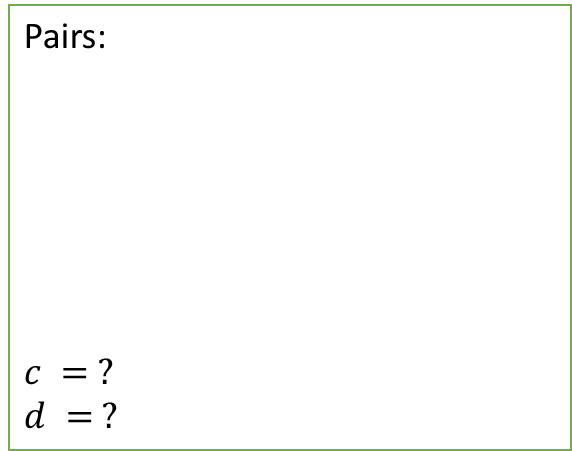 Pairs:
c = ?
d = ?